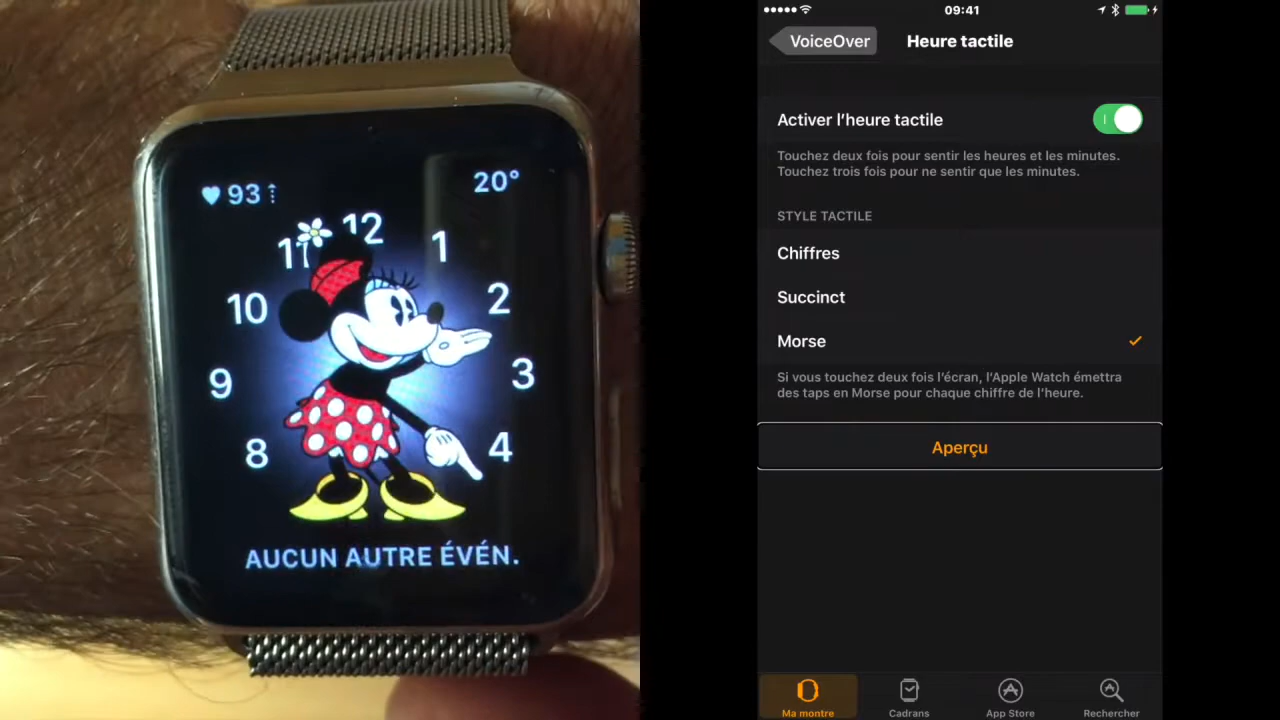 93
20°
11
12
1
10
2
9
3
8
4
AUCUN AUTRE ÉVÉN.
09:41
VoiceOver
Heure tactile
Activer l'heure tactile
Touchez deux fois pour sentir les heures et les minutes.
Touchez trois fois pour ne sentir que les minutes.
STYLE TACTILE
Chiffres
Succinct
Morse
Si vous touchez deux fois l'écran, l'Apple Watch émettra
des taps en Morse pour chaque chiffre de l'heure.
Aperçu
Ma montre
Cadrans
App Store
Rechercher